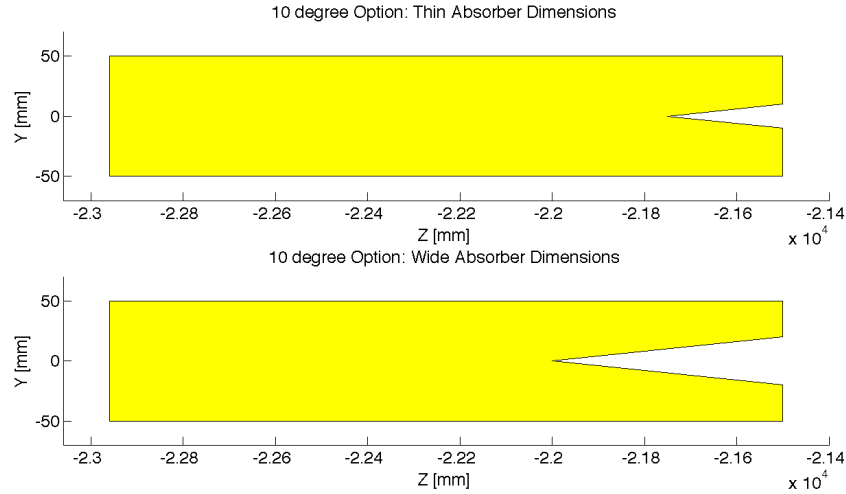 10 degree Option: Thin Absorber Dimensions
50
0
-50
Y [mm]
-2.3 -2.28 -2.26 -2.24 -2.22 -2.2 -2.18 -2.16 -2.14
Z [mm]
x 10^4
10 degree Option: Wide Absorber Dimensions
50
0
-50
Y [mm]
-2.3 -2.28 -2.26 -2.24 -2.22 -2.2 -2.18 -2.16 -2.14
Z [mm]
x 10^4